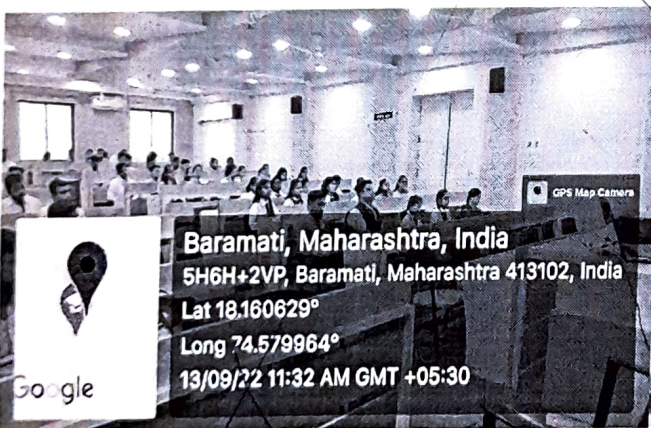 GPS Map Camera
Baramati, Maharashtra, India
5H6H+2VP, Baramati, Maharashtra 413102, India
Lat 18.160629°
Long 74.579964°
13/09/22 11:32 AM GMT +05:30
Google